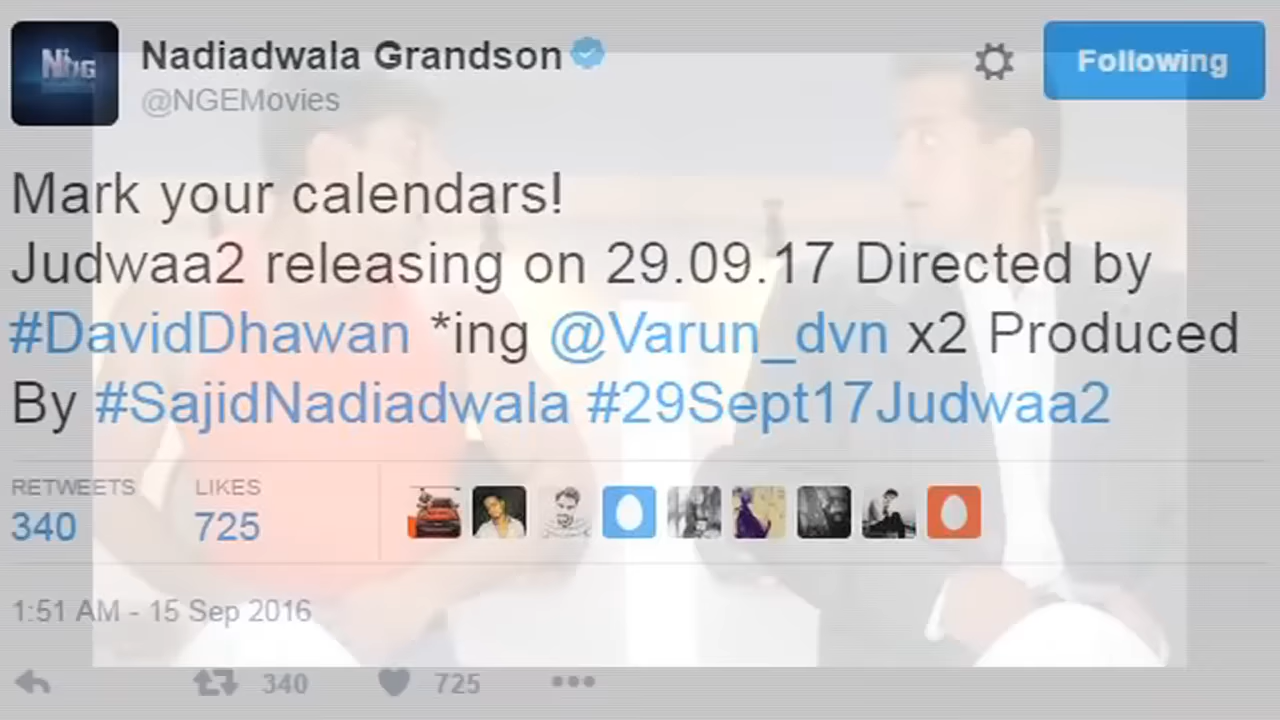 NG
Nadiadwala Grandson
@NGEMovies
Following
Mark your calendars!
Judwaa2 releasing on 29.09.17 Directed by
#DavidDhawan *ing @Varun_dvn x2 Produced
By #SajidNadiadwala #29Sept17Judwaa2
RETWEETS LIKES
340 725
1:51 AM - 15 Sep 2016
340 725